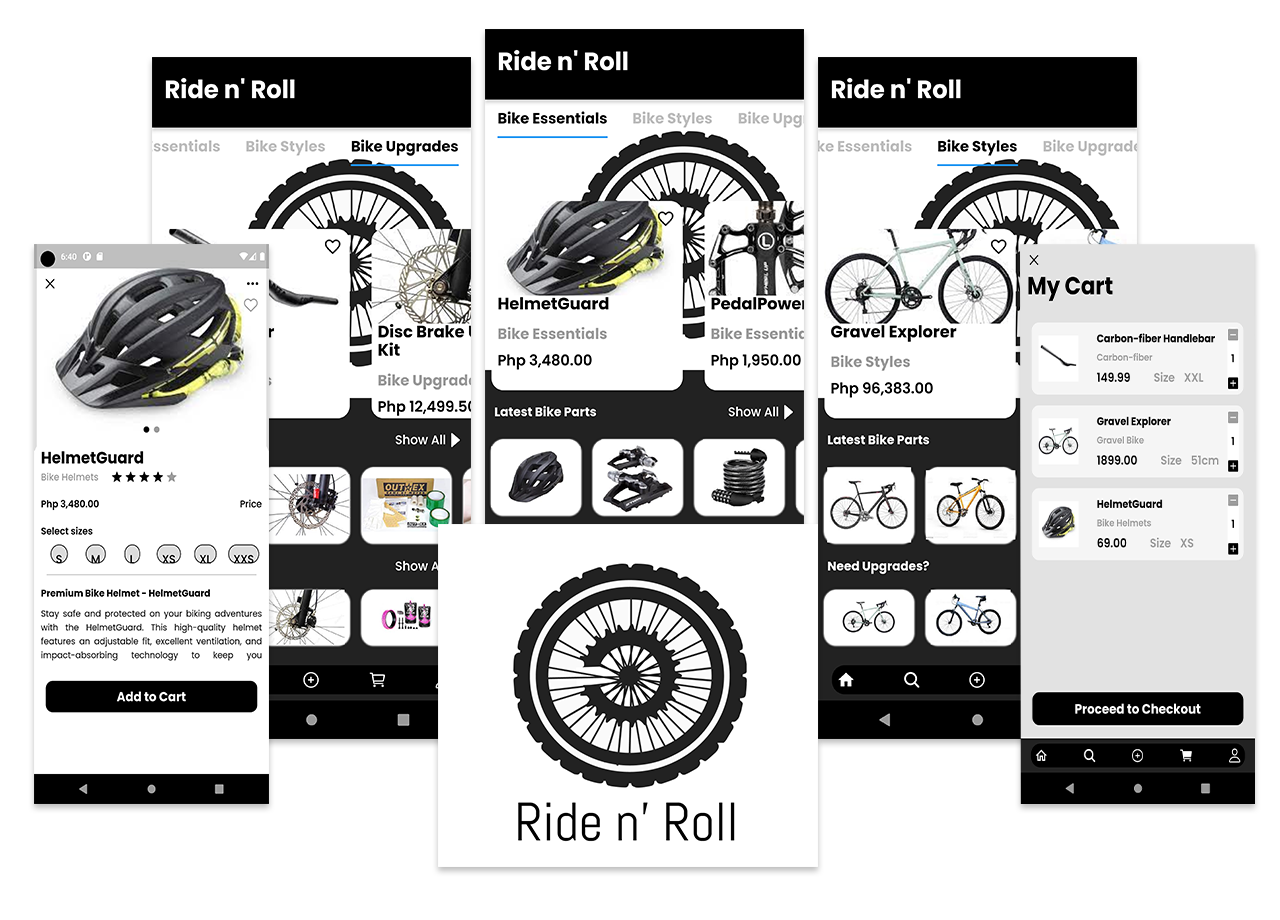 Ride n' Roll
ssentials Bike Styles Bike Upgrades
Disc Brake
Kit
Bike Upgrad
Php 12,499.50
Show All
OUTREX
Show A
Ride n' Roll
Bike Essentials Bike Styles Bike Upg
HelmetGuard
Bike Essentials
Php 3,480.00
L
PedalPower
Bike Essentia
Php 1,950.00
Latest Bike Parts Show All
Ride n' Roll
ke Essentials Bike Styles Bike Upgrade
Gravel Explorer
Bike Styles
Php 96,383.00
Latest Bike Parts
Need Upgrades?
6:40
HelmetGuard
Bike Helmets
Php 3,480.00 Price
Select sizes
S M L XS XL XXS
Premium Bike Helmet - HelmetGuard
Stay safe and protected on your biking adventures
with the HelmetGuard. This high-quality helmet
features an adjustable fit, excellent ventilation, and
impact-absorbing technology to keep you
Add to Cart
Ride n' Roll
My Cart
Carbon-fiber Handlebar
Carbon-fiber 1
149.99 Size XXL
Gravel Explorer
Gravel Bike 1
1899.00 Size 51cm
HelmetGuard
Bike Helmets 1
69.00 Size XS
Proceed to Checkout